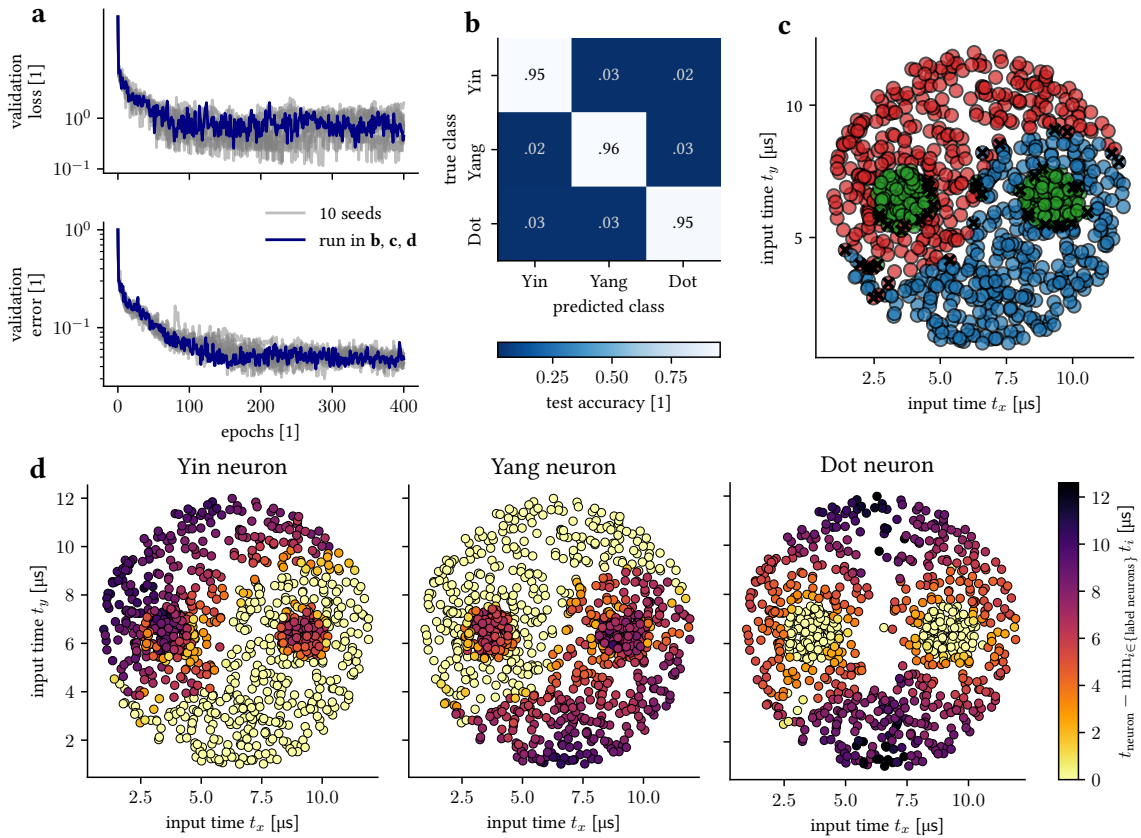 a
validation
loss [1]
10⁰
10⁻¹
validation
error [1]
10⁰
10⁻¹
10 seeds
run in b, c, d
0
100
200
300
400
epochs [1]
b
true class
Yin
Yang
Dot
.95
.03
.02
.02
.96
.03
.03
.03
.95
Yin
Yang
Dot
predicted class
0.25
0.50
0.75
test accuracy [1]
c
input time t_y [µs]
10
5
2.5
5.0
7.5
10.0
input time t_x [µs]
d
Yin neuron
input time t_y [µs]
12
10
8
6
4
2
2.5
5.0
7.5
10.0
input time t_x [µs]
Yang neuron
2.5
5.0
7.5
10.0
input time t_x [µs]
Dot neuron
2.5
5.0
7.5
10.0
input time t_x [µs]
12
10
8
6
4
2
0
t_neuron − min_{i∈{label neurons}} t_i [µs]